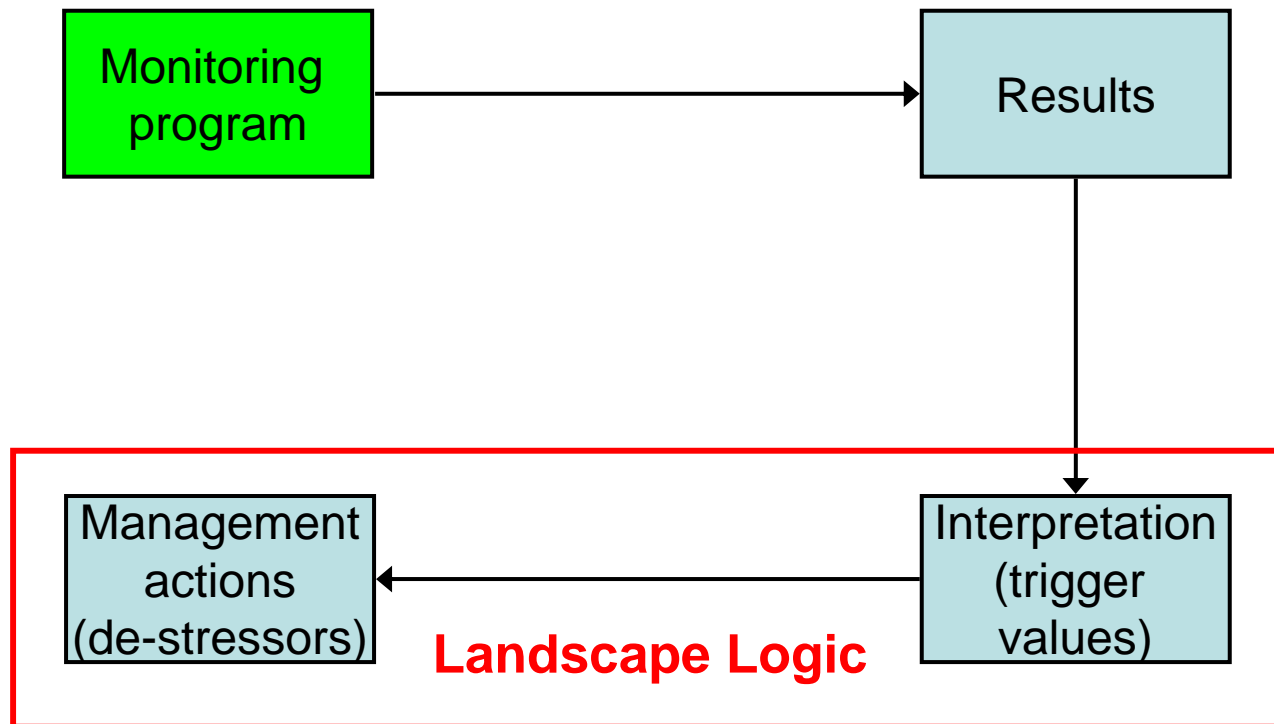 Monitoring
program
Results
Management
actions
(de-stressors)
Interpretation
(trigger
values)
Landscape Logic